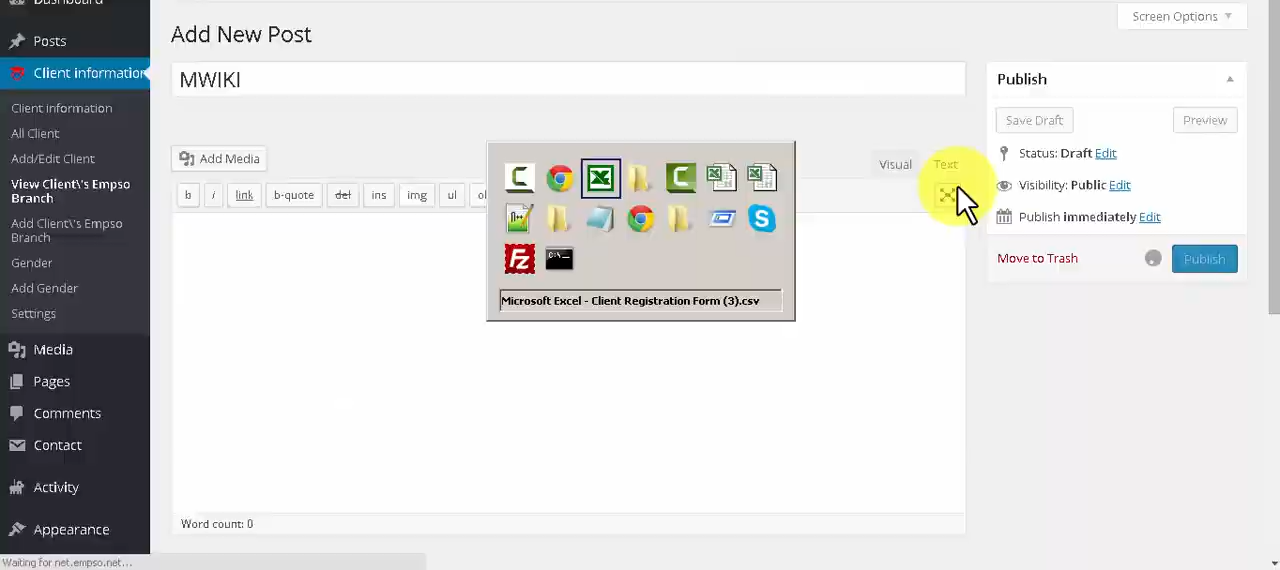 Dashboard
Screen Options
Posts
Add New Post
Client information
MWIKI
Publish
Client information
Save Draft
Preview
All Client
Add/Edit Client
Add Media
Visual
Text
Status: Draft Edit
View Client\'s Empso
Branch
b
i
link
b-quote
del
ins
img
ul
ol
Visibility: Public Edit
Add Client\'s Empso
Branch
Publish immediately Edit
Gender
Move to Trash
Publish
Add Gender
Microsoft Excel - Client Registration Form (3).csv
Settings
Media
Pages
Comments
Contact
Activity
Appearance
Word count: 0
Waiting for net.empso.net...